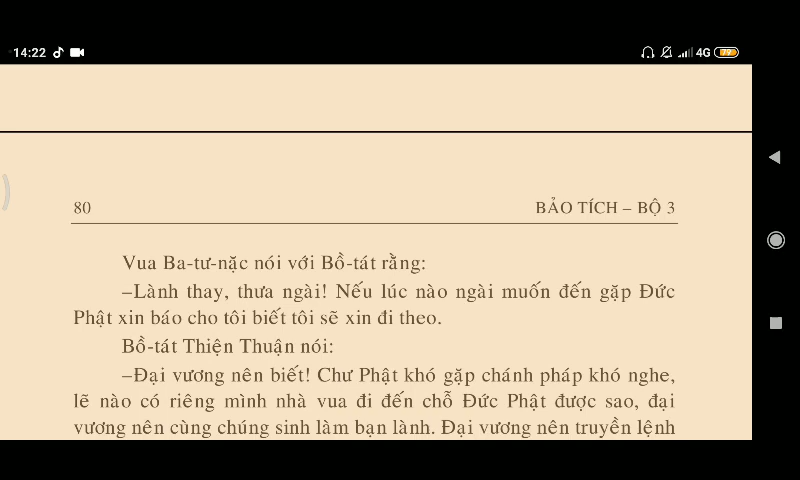 14:22
4G
79
80 BẢO TÍCH – BỘ 3
Vua Ba-tư-nặc nói với Bồ-tát rằng:
–Lành thay, thưa ngài! Nếu lúc nào ngài muốn đến gặp Đức
Phật xin báo cho tôi biết tôi sẽ xin đi theo.
Bồ-tát Thiện Thuận nói:
–Đại vương nên biết! Chư Phật khó gặp chánh pháp khó nghe,
lẽ nào có riêng mình nhà vua đi đến chỗ Đức Phật được sao, đại
vương nên cùng chúng sinh làm bạn lành. Đại vương nên truyền lệnh